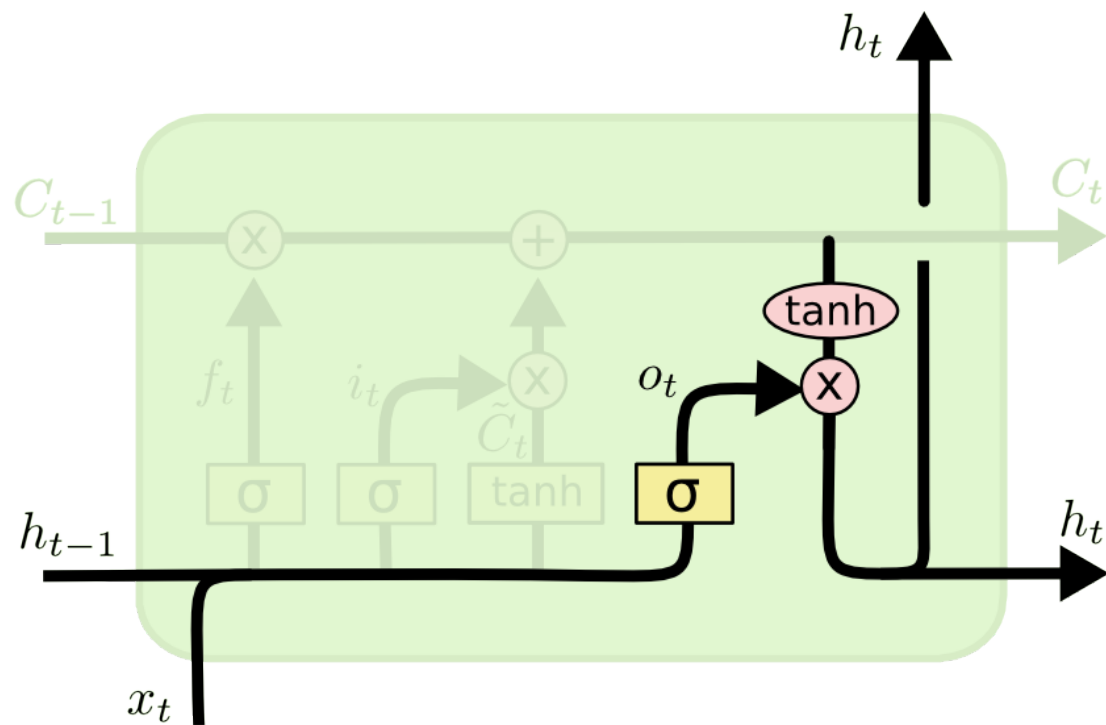 h_t
C_{t-1}
C_t
x
+
tanh
f_t
i_t
x
o_t
x
C̃_t
σ
σ
tanh
σ
h_{t-1}
h_t
x_t